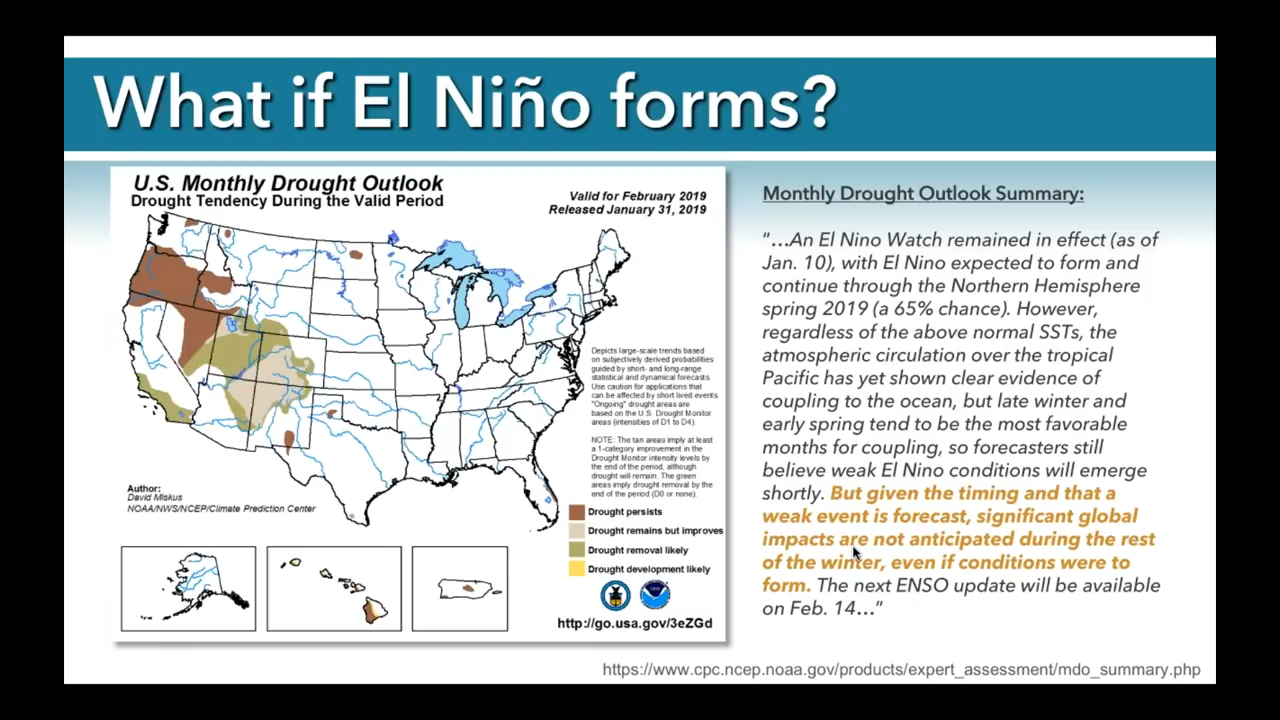 What if El Niño forms?
U.S. Monthly Drought Outlook
Drought Tendency During the Valid Period
Valid for February 2019
Released January 31, 2019
Depicts large-scale trends based
on subjectively derived probabilities
guided by short- and long-range
statistical and dynamical forecasts.
Use caution for applications that
can be affected by short lived events.
"Ongoing" drought areas are
based on the U.S. Drought Monitor
areas (intensities of D1 to D4).
NOTE: The tan areas imply at least
a 1-category improvement in the
Drought Monitor intensity levels by
the end of the period, although
drought will remain. The green
areas imply drought removal by the
end of the period (D0 or none).
Author:
David Miskus
NOAA/NWS/NCEP/Climate Prediction Center
Drought persists
Drought remains but improves
Drought removal likely
Drought development likely
http://go.usa.gov/3eZGd
Monthly Drought Outlook Summary:
“…An El Nino Watch remained in effect (as of
Jan. 10), with El Nino expected to form and
continue through the Northern Hemisphere
spring 2019 (a 65% chance). However,
regardless of the above normal SSTs, the
atmospheric circulation over the tropical
Pacific has yet shown clear evidence of
coupling to the ocean, but late winter and
early spring tend to be the most favorable
months for coupling, so forecasters still
believe weak El Nino conditions will emerge
shortly. But given the timing and that a
weak event is forecast, significant global
impacts are not anticipated during the rest
of the winter, even if conditions were to
form. The next ENSO update will be available
on Feb. 14…”
https://www.cpc.ncep.noaa.gov/products/expert_assessment/mdo_summary.php